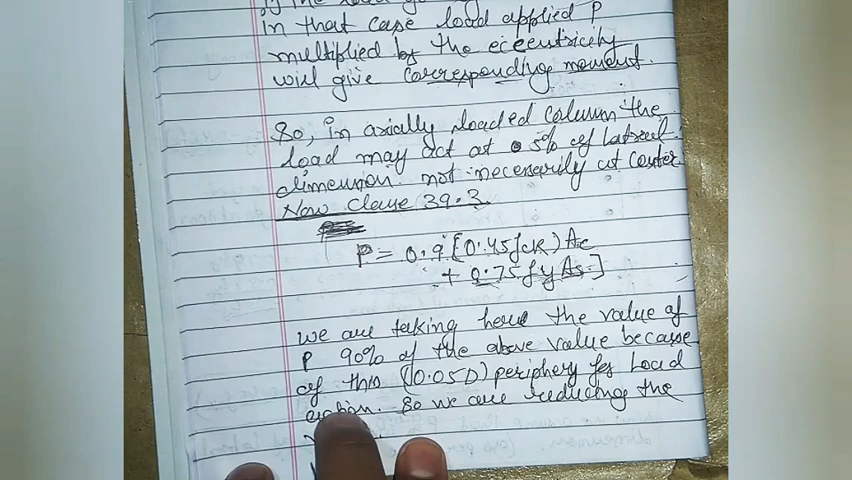 In that case load applied P
multiplied by the eccentricity
will give corresponding moment.
So, in axially loaded column the
load may act at 5% of lateral
dimension not necessarily at center
Now Clause 39.3
P = 0.9 [0.45fck) Ac
+ 0.75 fy As]
we are taking here the value of
P 90% of the above value because
of this (0.05D) periphery for Load
action. So we are reducing the